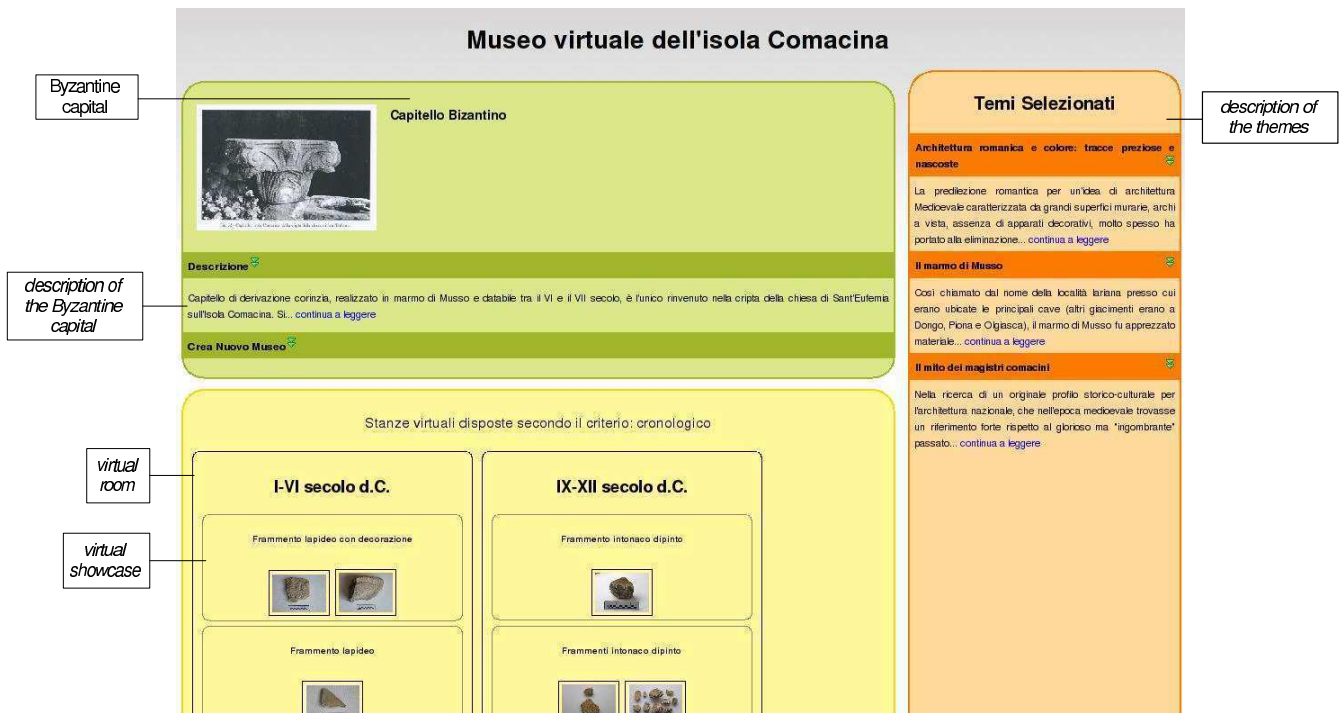 Museo virtuale dell'isola Comacina
Byzantine
capital
Capitello Bizantino
Descrizione
description of
the Byzantine
capital
Capitello di derivazione corinzia, realizzato in marmo di Musso e databile tra il VI e il VII secolo, è l'unico rinvenuto nella cripta della chiesa di Sant'Eufemia
sull'Isola Comacina. Si... continua a leggere
Crea Nuovo Museo
Temi Selezionati
description of
the themes
Architettura romanica e colore: tracce preziose e
nascoste
La predilezione romantica per un'idea di architettura
Medioevale caratterizzata da grandi superfici murarie, archi
a vista, assenza di apparati decorativi, molto spesso ha
portato alla eliminazione... continua a leggere
Il marmo di Musso
Così chiamato dal nome della località lariana presso cui
erano ubicate le principali cave (altri giacimenti erano a
Dongo, Piona e Olgiasca), il marmo di Musso fu apprezzato
materiale... continua a leggere
Il mito dei magistri comacini
Nella ricerca di un originale profilo storico-culturale per
l'architettura nazionale, che nell'epoca medioevale trovasse
un riferimento forte rispetto al glorioso ma "ingombrante"
passato... continua a leggere
Stanze virtuali disposte secondo il criterio: cronologico
virtual
room
I-VI secolo d.C.
virtual
showcase
Frammento lapideo con decorazione
Frammento lapideo
IX-XII secolo d.C.
Frammento intonaco dipinto
Frammenti intonaco dipinto